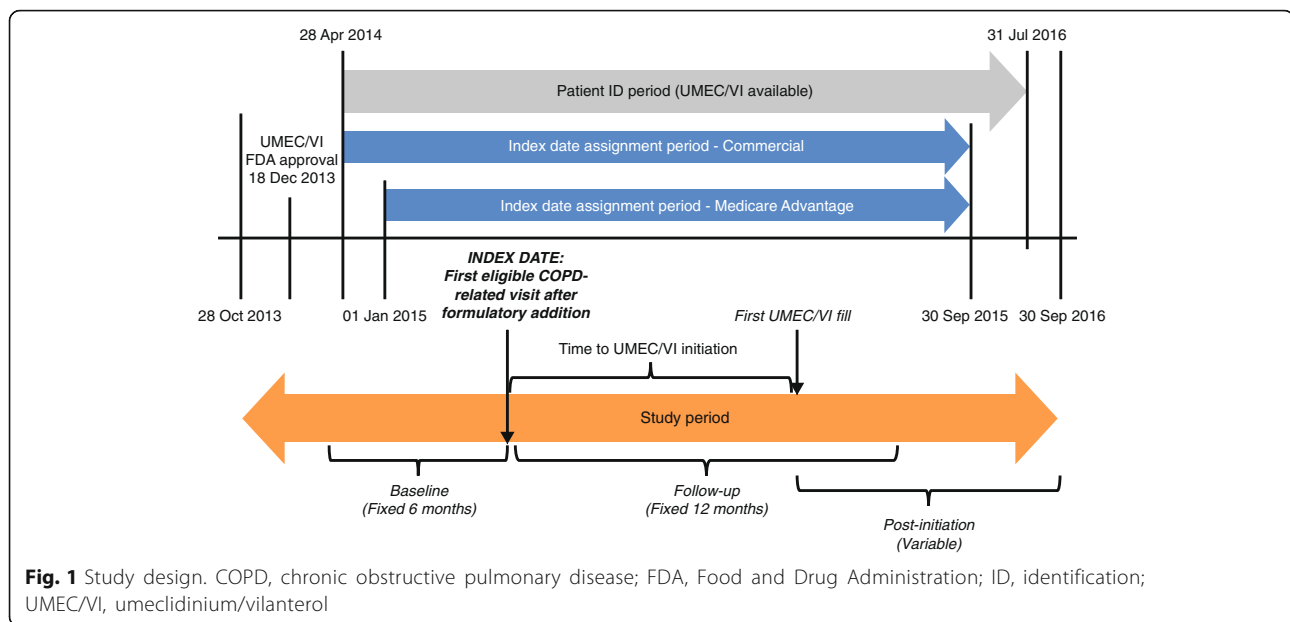 28 Apr 2014
31 Jul 2016
Patient ID period (UMEC/VI available)
UMEC/VI
FDA approval
18 Dec 2013
Index date assignment period - Commercial
Index date assignment period - Medicare Advantage
INDEX DATE:
First eligible COPD-
related visit after
formulatory addition
28 Oct 2013
01 Jan 2015
First UMEC/VI fill
30 Sep 2015
30 Sep 2016
Time to UMEC/VI initiation
Study period
Baseline
(Fixed 6 months)
Follow-up
(Fixed 12 months)
Post-initiation
(Variable)
Fig. 1 Study design. COPD, chronic obstructive pulmonary disease; FDA, Food and Drug Administration; ID, identification;
UMEC/VI, umeclidinium/vilanterol